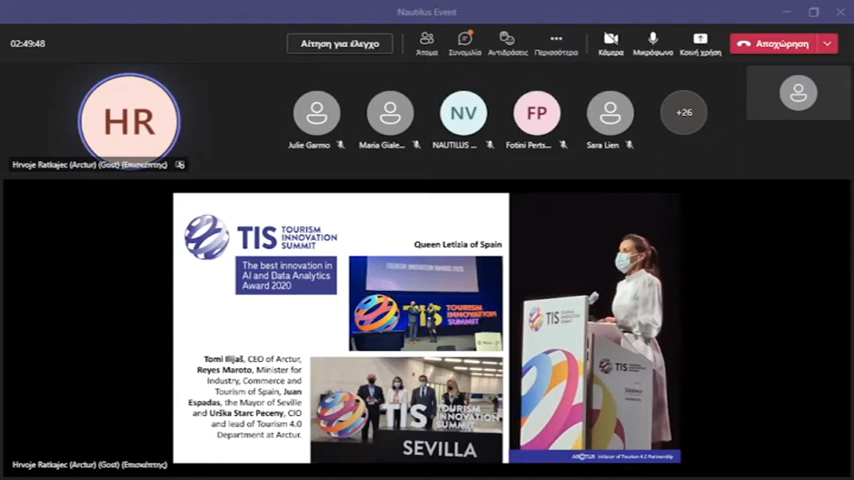 Nautilus Event
02:49:48
Αίτηση για έλεγχο
Άτομα
Συνομιλία
Αντιδράσεις
Περισσότερα
Κάμερα
Μικρόφωνο
Κοινή χρήση
Αποχώρηση
HR
NV
FP
+26
Hrvoje Ratkajec (Arctur) (Gost) (Επισκέπτης)
Julie Garmo
Maria Giale...
NAUTILUS ...
Fotini Perts...
Sara Lien
TIS TOURISM
INNOVATION
SUMMIT
The best innovation in
AI and Data Analytics
Award 2020
Queen Letizia of Spain
TOURISM INNOVATION AWARD 2020
TIS TOURISM
INNOVATION
SUMMIT
Tomi Ilijaš, CEO of Arctur,
Reyes Maroto, Minister for
Industry, Commerce and
Tourism of Spain, Juan
Espadas, the Mayor of Seville
and Urška Starc Peceny, CIO
and lead of Tourism 4.0
Department at Arctur.
TIS TOURISM
INNOVATION
SUMMIT
SEVILLA
TIS TOURISM
INNOVATION
SUMMIT
TIS
ARCTUR Initiator of Tourism 4.0 Partnership
Hrvoje Ratkajec (Arctur) (Gost) (Επισκέπτης)